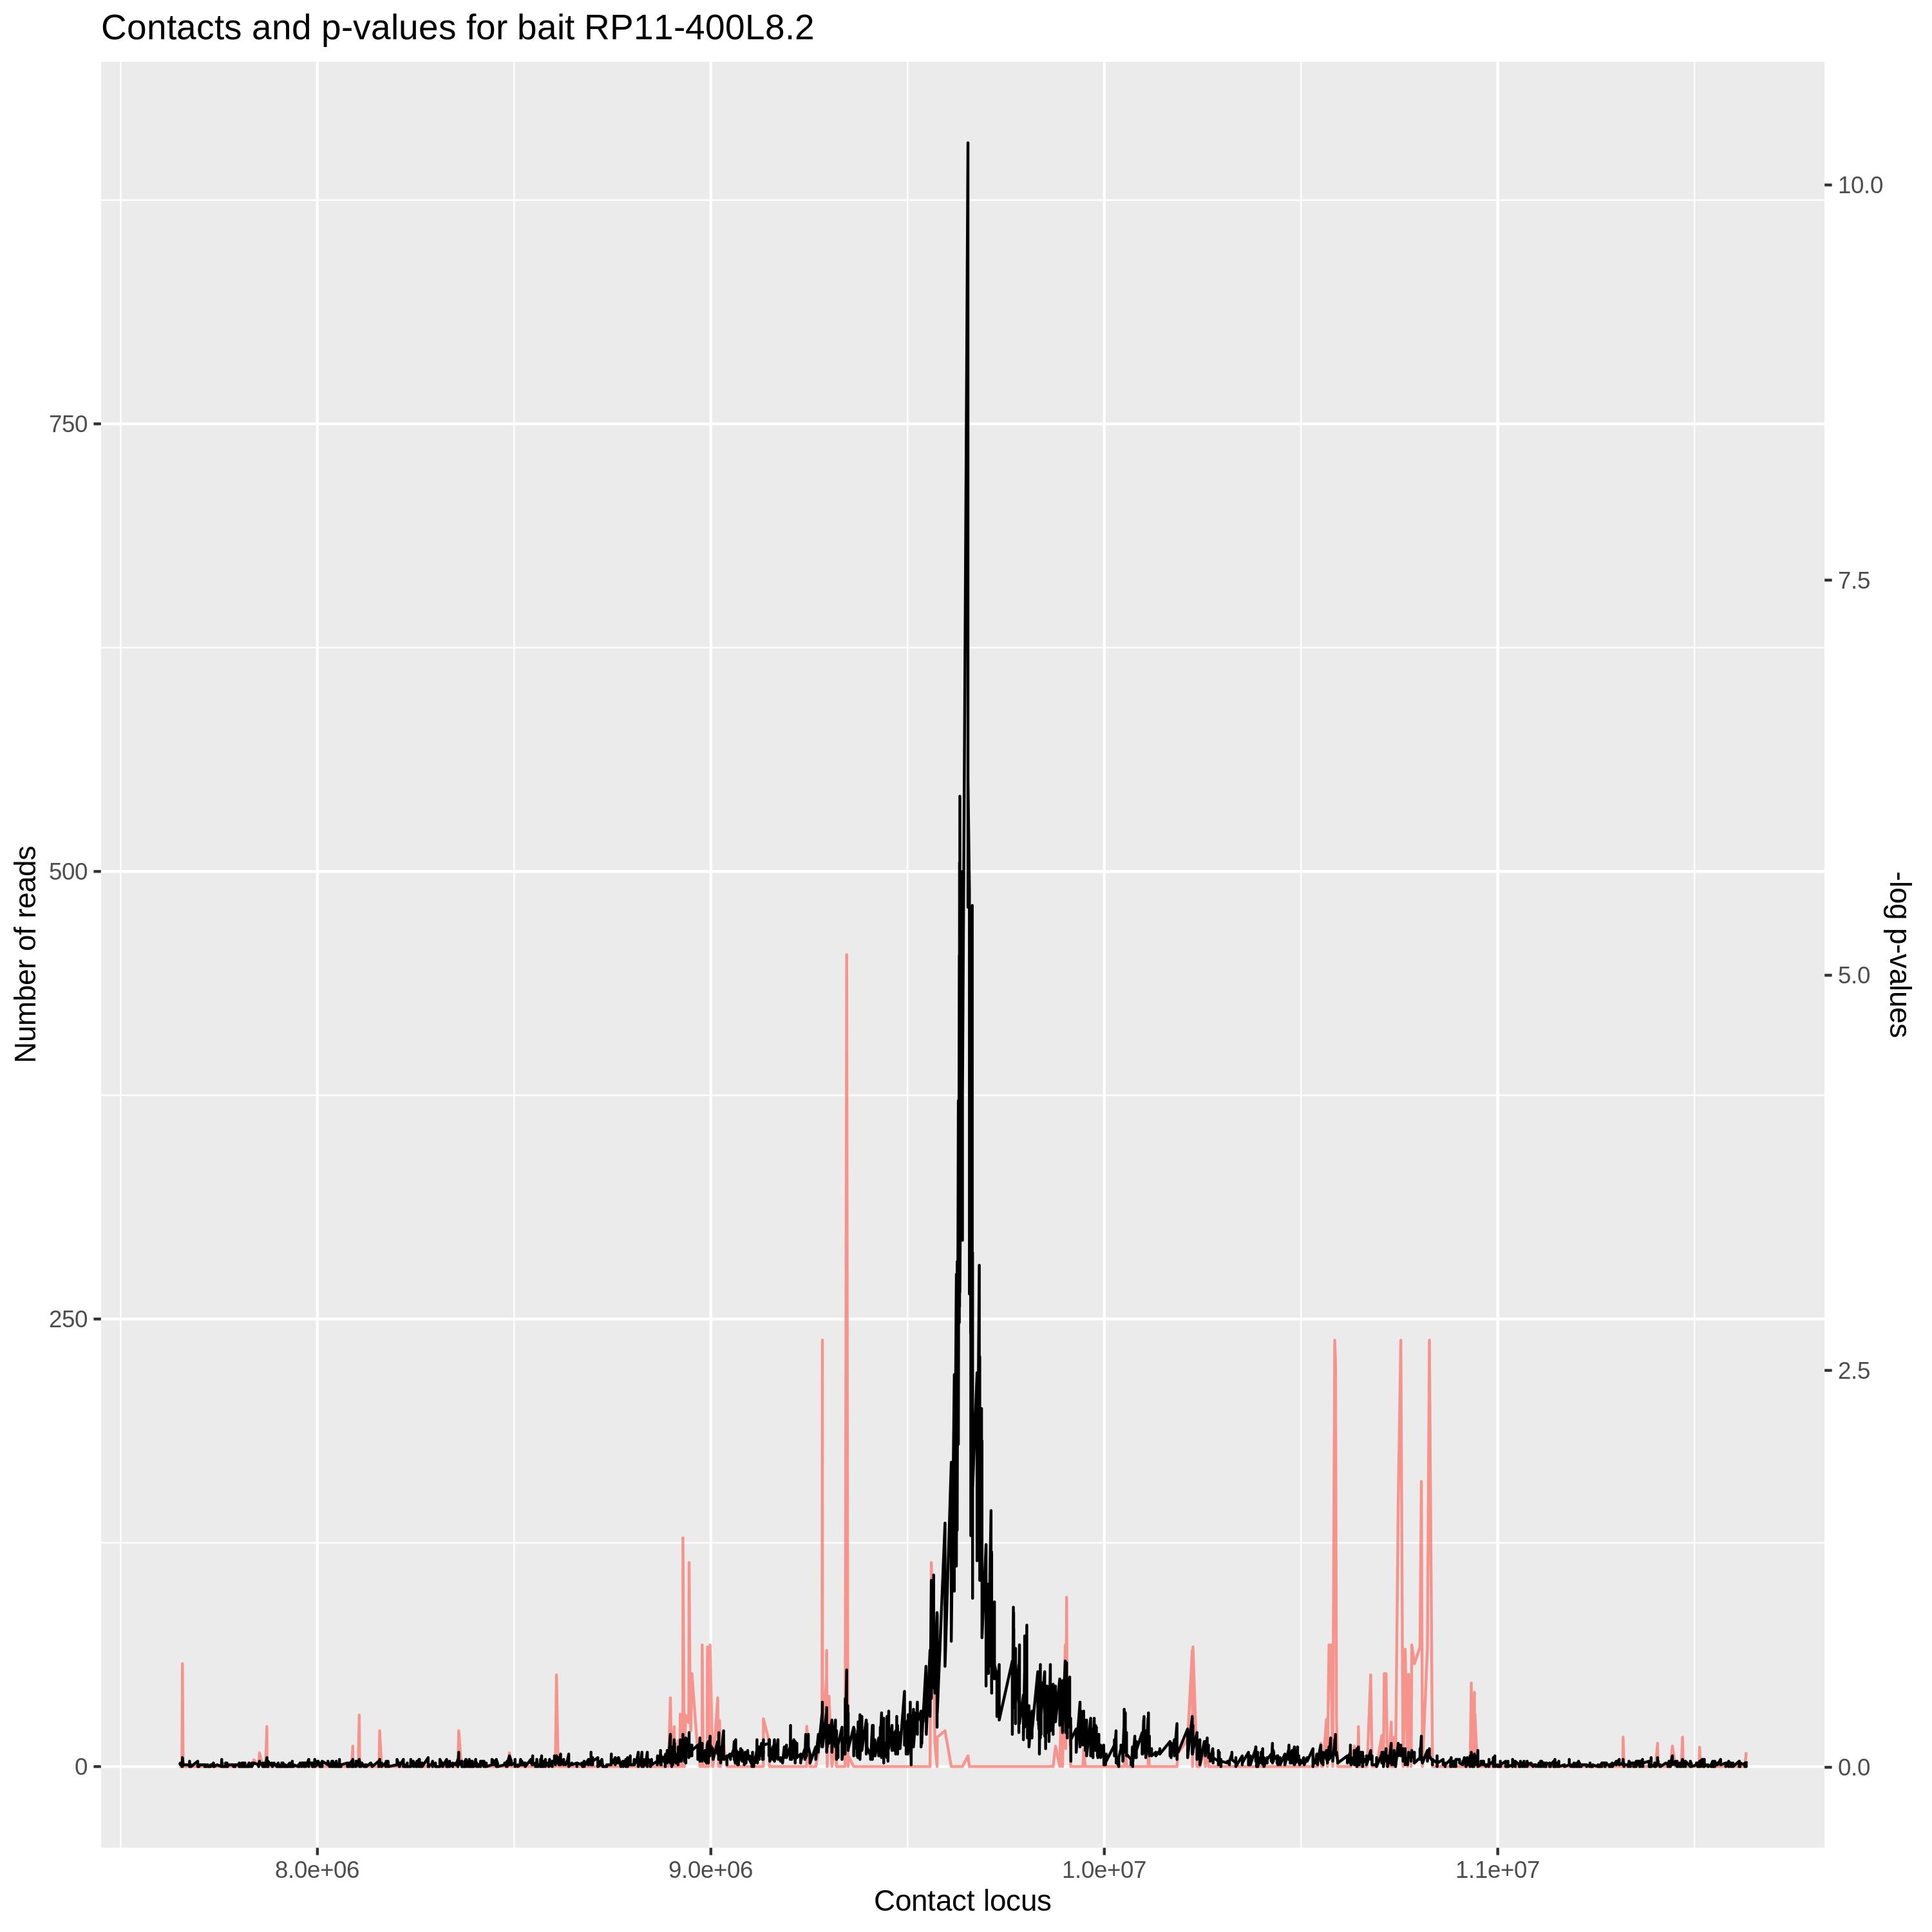 Contacts and p-values for bait RP11-400L8.2
Number of reads
750
500
250
0
10.0
7.5
5.0
2.5
0.0
-log p-values
8.0e+06
9.0e+06
1.0e+07
1.1e+07
Contact locus